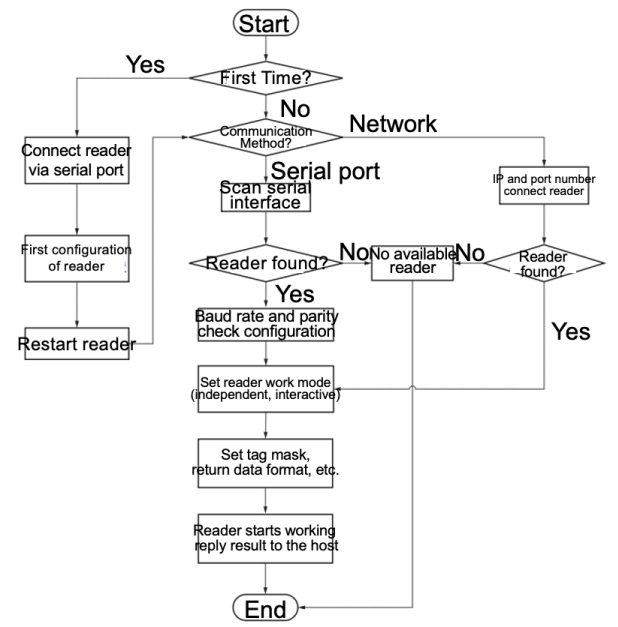 Start
Yes
First Time?
No
Communication
Method?
Network
Connect reader
via serial port
Serial port
Scan serial
interface
IP and port number
connect reader
First configuration
of reader
Reader found?
No
No available
reader
No
Reader
found?
Yes
Baud rate and parity
check configuration
Yes
Restart reader
Set reader work mode
(independent, interactive)
Set tag mask,
return data format, etc.
Reader starts working
reply result to the host
End